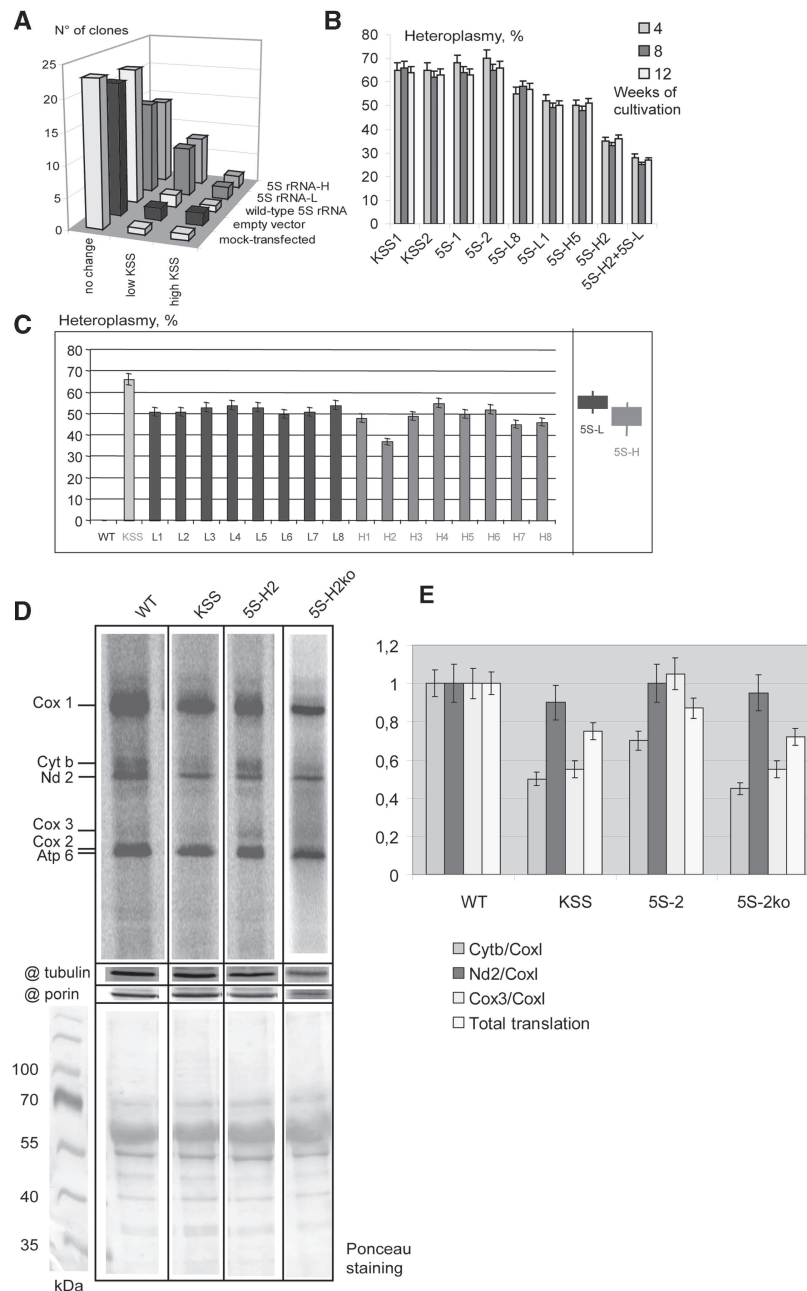 A
N° of clones
25
20
15
10
5
0
5S rRNA-H
5S rRNA-L
wild-type 5S rRNA
empty vector
mock-transfected
no change
low KSS
high KSS
B
Heteroplasmy, %
80
70
60
50
40
30
20
10
0
4
8
12
Weeks of
cultivation
KSS1
KSS2
5S-1
5S-2
5S-L8
5S-L1
5S-H5
5S-H2
5S-H2+5S-L
C
Heteroplasmy, %
80
70
60
50
40
30
20
10
0
WT KSS L1 L2 L3 L4 L5 L6 L7 L8 H1 H2 H3 H4 H5 H6 H7 H8
5S-L
5S-H
D
WT
KSS
5S-H2
5S-H2ko
Cox 1
Cyt b
Nd 2
Cox 3
Cox 2
Atp 6
@ tubulin
@ porin
100
70
55
40
35
kDa
Ponceau
staining
E
1,2
1
0,8
0,6
0,4
0,2
0
WT KSS 5S-2 5S-2ko
Cytb/CoxI
Nd2/CoxI
Cox3/CoxI
Total translation